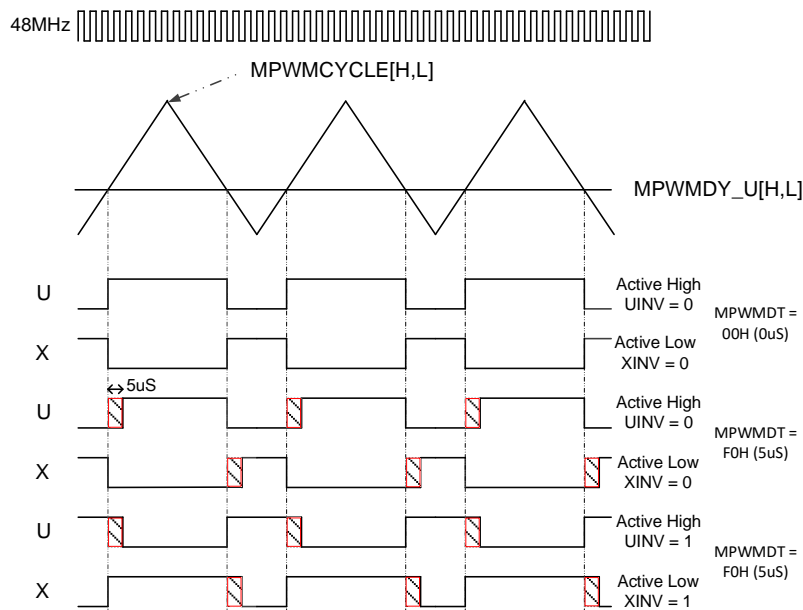 48MHz
MPWMCYCLE[H,L]
MPWMDY_U[H,L]
U
Active High
UINV = 0
MPWMDT =
00H (0uS)
X
Active Low
XINV = 0
5uS
U
Active High
UINV = 0
MPWMDT =
F0H (5uS)
X
Active Low
XINV = 0
U
Active High
UINV = 1
MPWMDT =
F0H (5uS)
X
Active Low
XINV = 1